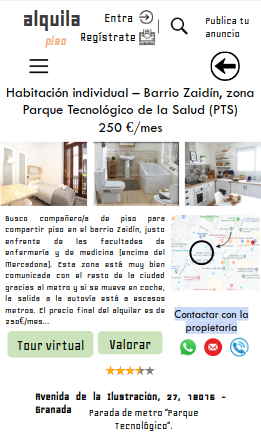 alquila
piso
Entra
Regístrate
Publica tu
anuncio
Habitación individual – Barrio Zaidín, zona
Parque Tecnológico de la Salud (PTS)
250 €/mes
Busco compañero/a de piso para
compartir piso en el barrio Zaidín, justo
enfrente de las facultades de
enfermería y de medicina (encima del
Mercadona). Esta zona está muy bien
comunicada con el resto de la ciudad
gracias al metro y si se mueve en coche,
la salida a la autovía está a escasos
metros. El precio final del alquiler es de
250€/mes...
Contactar con la
propietaria
Tour virtual
Valorar
Avenida de la Ilustración, 27, 18016 -
Granada
Parada de metro "Parque
Tecnológico".